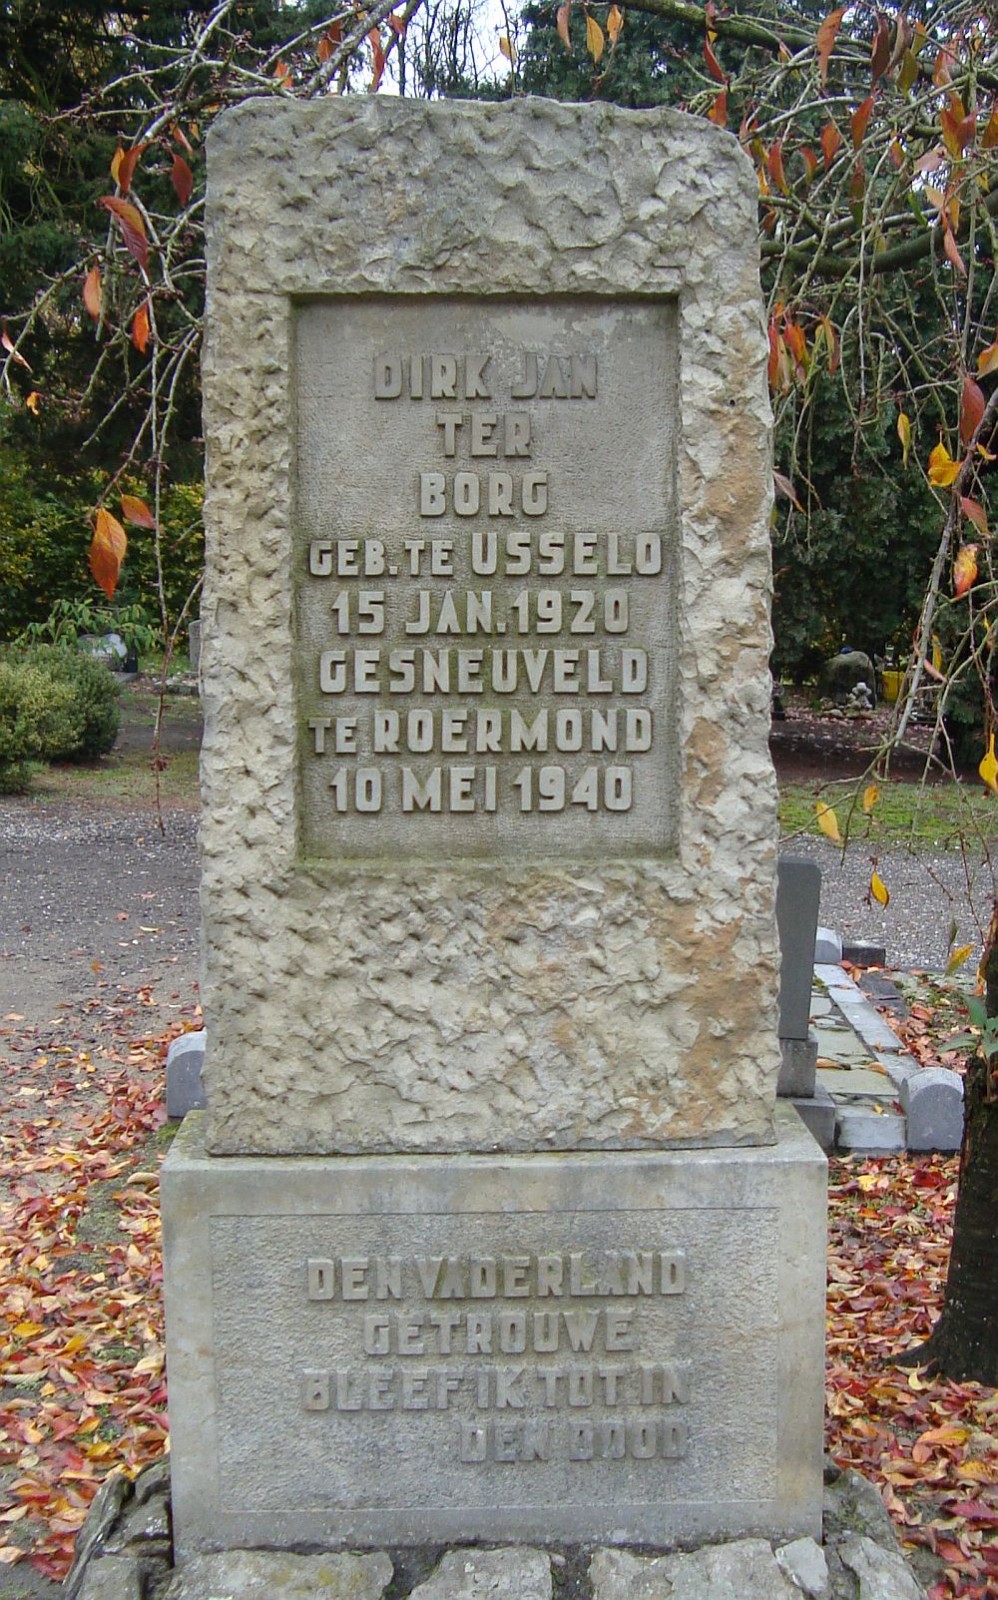 DIRK JAN
TER
BORG
GEB. TE USSELO
15 JAN. 1920
GESNEUVELD
TE ROERMOND
10 MEI 1940
DEN VADERLAND
GETROUWE
BLEEF IK TOT IN
DEN DOOD